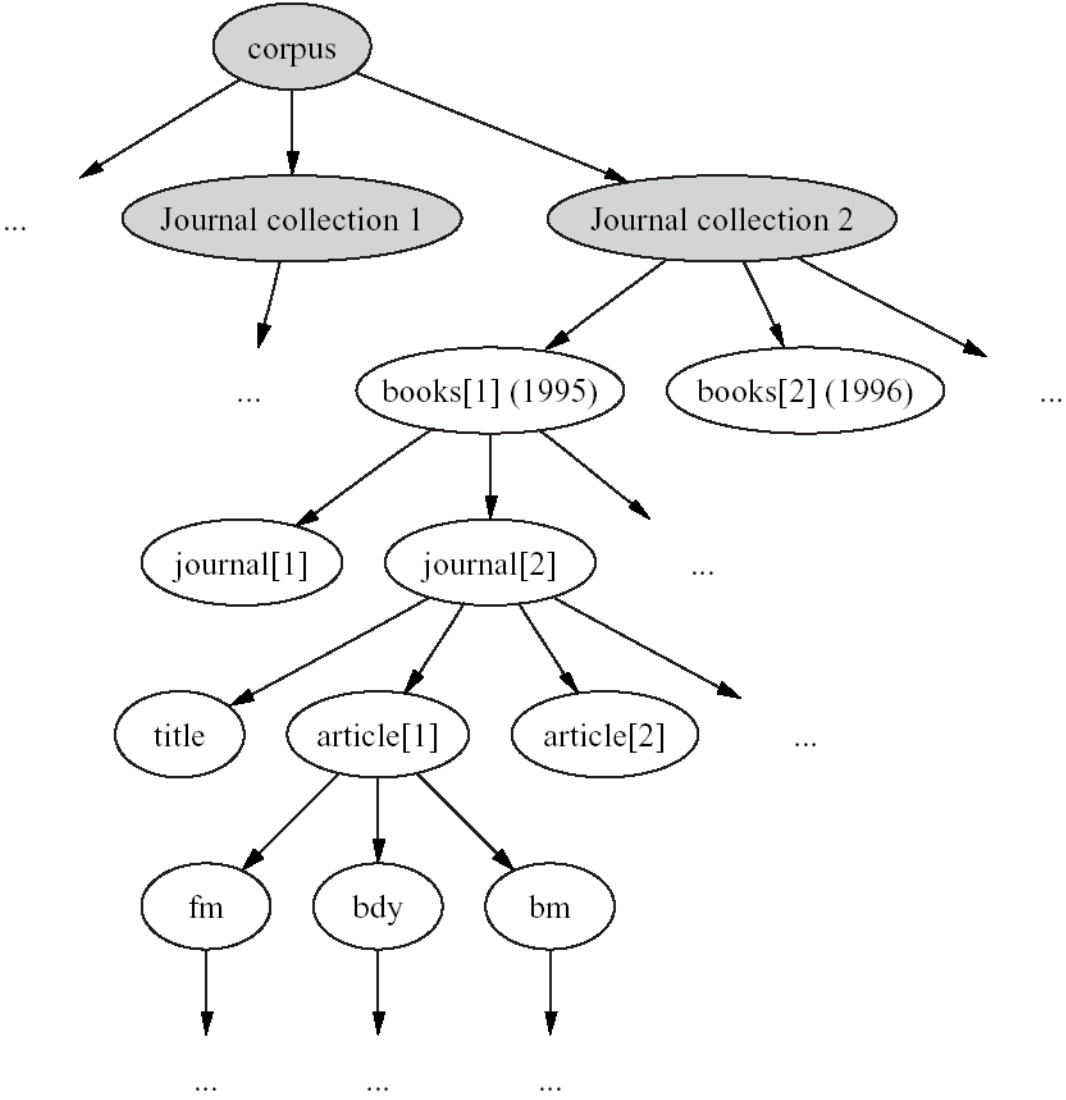 corpus
...
Journal collection 1
Journal collection 2
...
books[1] (1995)
books[2] (1996)
...
journal[1]
journal[2]
...
title
article[1]
article[2]
...
fm
bdy
bm
...
...
...